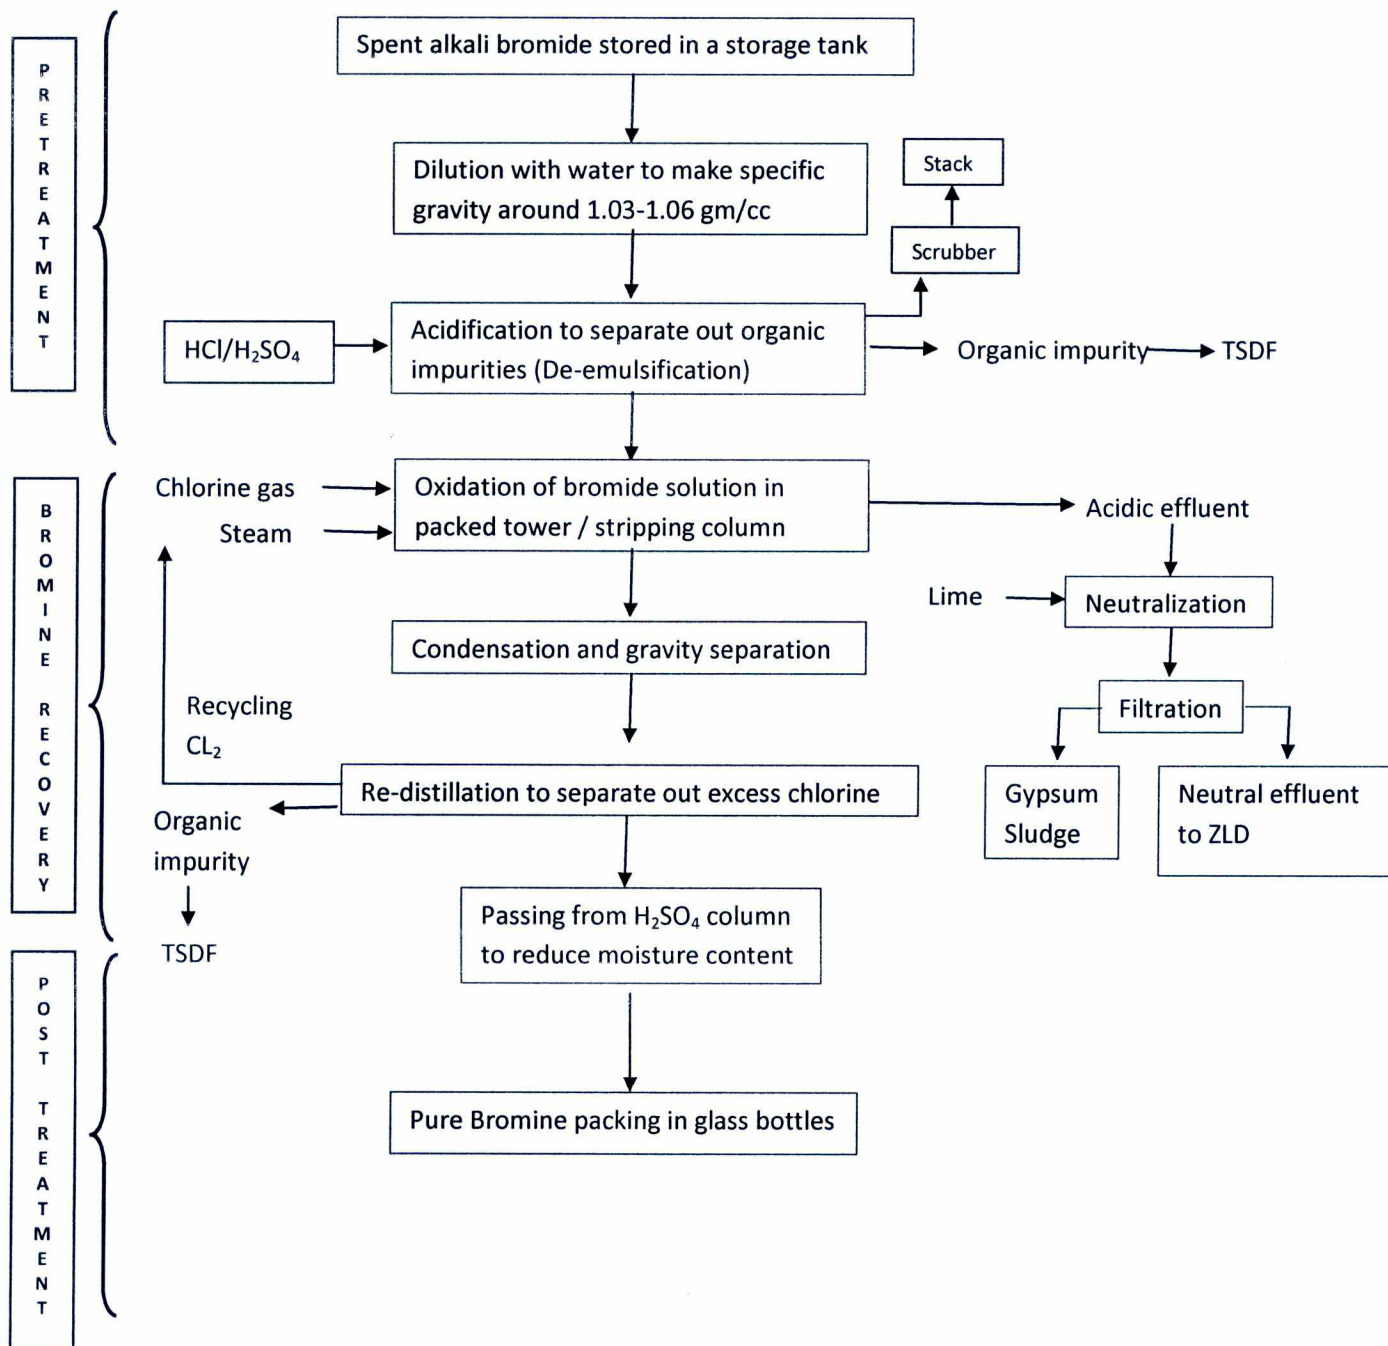 PRETREATMENT
Spent alkali bromide stored in a storage tank
Dilution with water to make specific
gravity around 1.03-1.06 gm/cc
Stack
Scrubber
HCl/H₂SO₄
Acidification to separate out organic
impurities (De-emulsification)
Organic impurity
TSDF
BROMINE RECOVERY
Chlorine gas
Steam
Oxidation of bromide solution in
packed tower / stripping column
Acidic effluent
Lime
Neutralization
Condensation and gravity separation
Filtration
Recycling
CL₂
Gypsum
Sludge
Neutral effluent
to ZLD
Re-distillation to separate out excess chlorine
Organic
impurity
TSDF
Passing from H₂SO₄ column
to reduce moisture content
POST TREATMENT
Pure Bromine packing in glass bottles